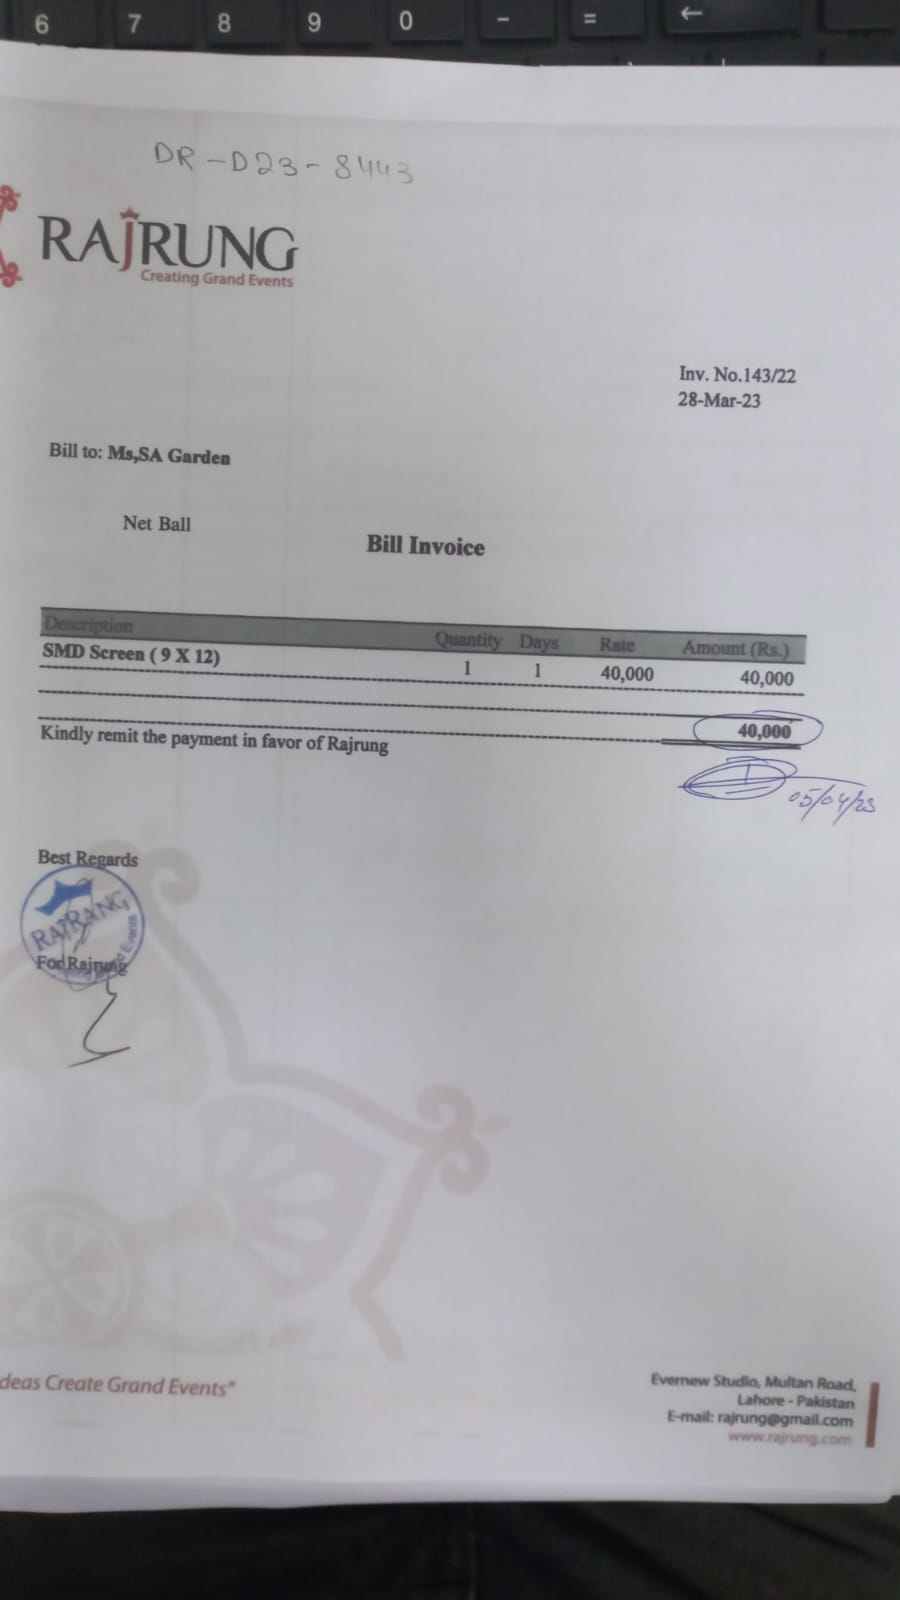 6 7 8 9 0 - = ←
DR-D23-8443
RAJRUNG
Creating Grand Events
Inv. No.143/22
28-Mar-23
Bill to: Ms,SA Garden
Net Ball
Bill Invoice
Description Quantity Days Rate Amount (Rs.)
SMD Screen ( 9 X 12) 1 1 40,000 40,000
40,000
Kindly remit the payment in favor of Rajrung
05/04/23
Best Regards
RAJRANG
Events
For Rajrung
deas Create Grand Events"
Evernew Studio, Multan Road,
Lahore - Pakistan
E-mail: rajrung@gmail.com
www.rajrung.com